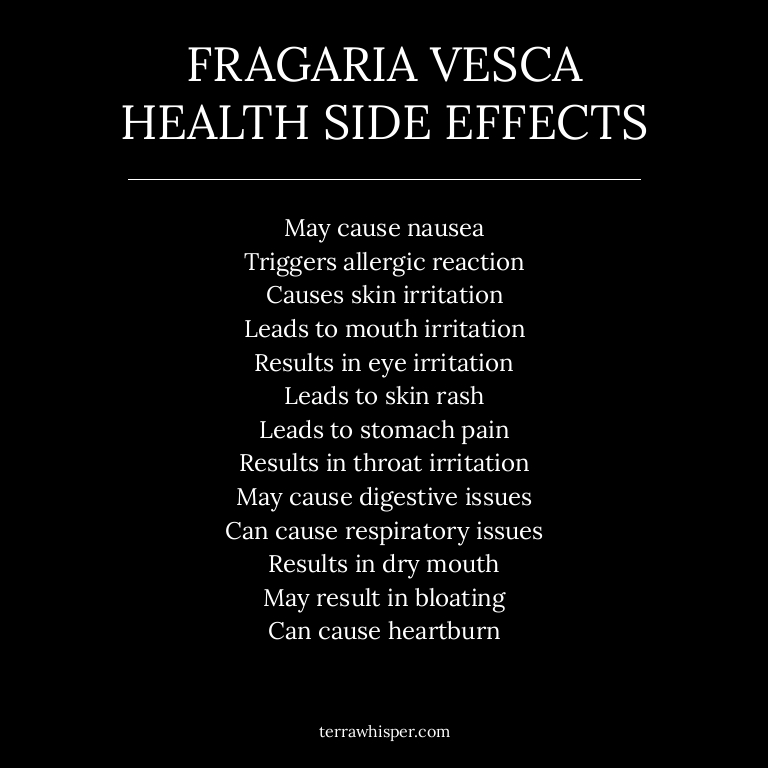 FRAGARIA VESCA
HEALTH SIDE EFFECTS
May cause nausea
Triggers allergic reaction
Causes skin irritation
Leads to mouth irritation
Results in eye irritation
Leads to skin rash
Leads to stomach pain
Results in throat irritation
May cause digestive issues
Can cause respiratory issues
Results in dry mouth
May result in bloating
Can cause heartburn
terrawhisper.com